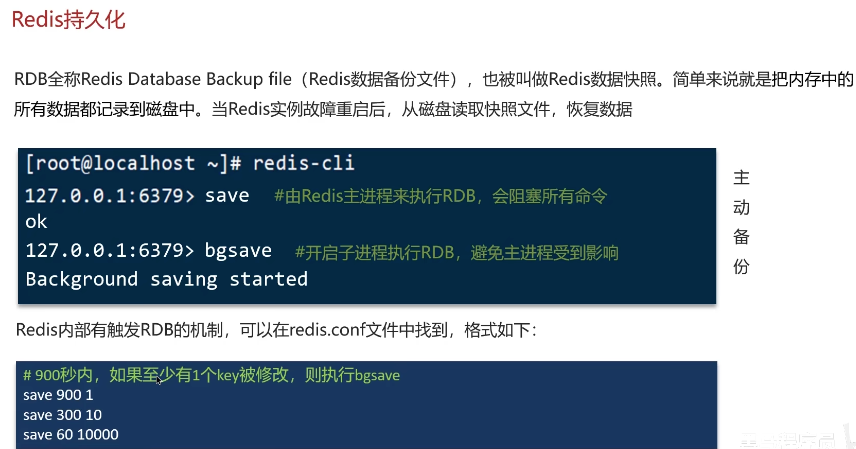 Redis持久化
RDB全称Redis Database Backup file（Redis数据备份文件），也被叫做Redis数据快照。简单来说就是把内存中的
所有数据都记录到磁盘中。当Redis实例故障重启后，从磁盘读取快照文件，恢复数据
[root@localhost ~]# redis-cli
127.0.0.1:6379> save #由Redis主进程来执行RDB，会阻塞所有命令
ok
127.0.0.1:6379> bgsave #开启子进程执行RDB，避免主进程受到影响
Background saving started
主
动
备
份
Redis内部有触发RDB的机制，可以在redis.conf文件中找到，格式如下：
# 900秒内，如果至少有1个key被修改，则执行bgsave
save 900 1
save 300 10
save 60 10000